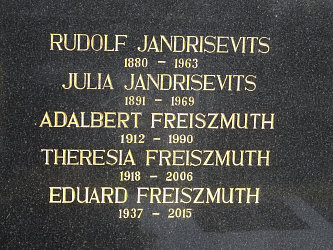 RUDOLF JANDRISEVITS
1880 – 1963
JULIA JANDRISEVITS
1891 – 1969
ADALBERT FREISZMUTH
1912 – 1990
THERESIA FREISZMUTH
1918 – 2006
EDUARD FREISZMUTH
1937 – 2015